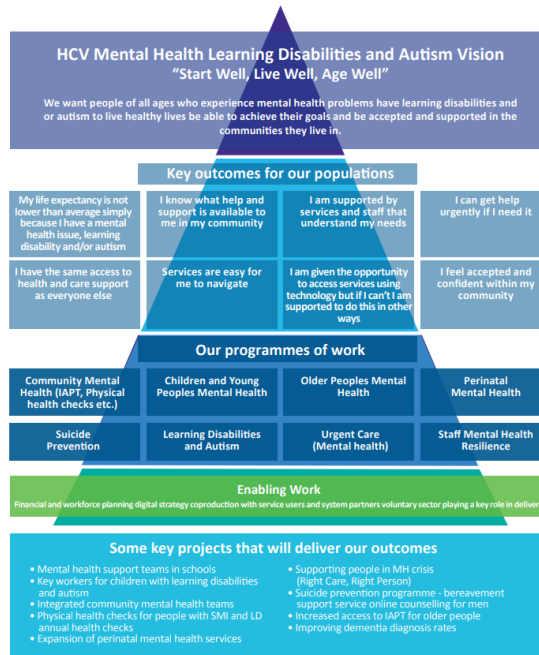 HCV Mental Health Learning Disabilities and Autism Vision
“Start Well, Live Well, Age Well”
We want people of all ages who experience mental health problems have learning disabilities and
or autism to live healthy lives be able to achieve their goals and be accepted and supported in the
communities they live in.
Key outcomes for our populations
My life expectancy is not
lower than average simply
because I have a mental
health issue, learning
disability and/or autism
I know what help and
support is available to
me in my community
I am supported by
services and staff that
understand my needs
I can get help
urgently if I need it
I have the same access to
health and care support
as everyone else
Services are easy for
me to navigate
I am given the opportunity
to access services using
technology but if I can’t I am
supported to do this in other
ways
I feel accepted and
confident within my
community
Our programmes of work
Community Mental
Health (IAPT, Physical
health checks etc.)
Children and Young
Peoples Mental Health
Older Peoples Mental
Health
Perinatal
Mental Health
Suicide
Prevention
Learning Disabilities
and Autism
Urgent Care
(Mental health)
Staff Mental Health
Resilience
Enabling Work
Financial and workforce planning digital strategy coproduction with service users and system partners voluntary sector playing a key role in deliver
Some key projects that will deliver our outcomes
• Mental health support teams in schools
• Key workers for children with learning disabilities
and autism
• Integrated community mental health teams
• Physical health checks for people with SMI and LD
annual health checks
• Expansion of perinatal mental health services
• Supporting people in MH crisis
(Right Care, Right Person)
• Suicide prevention programme - bereavement
support service online counselling for men
• Increased access to IAPT for older people
• Improving dementia diagnosis rates